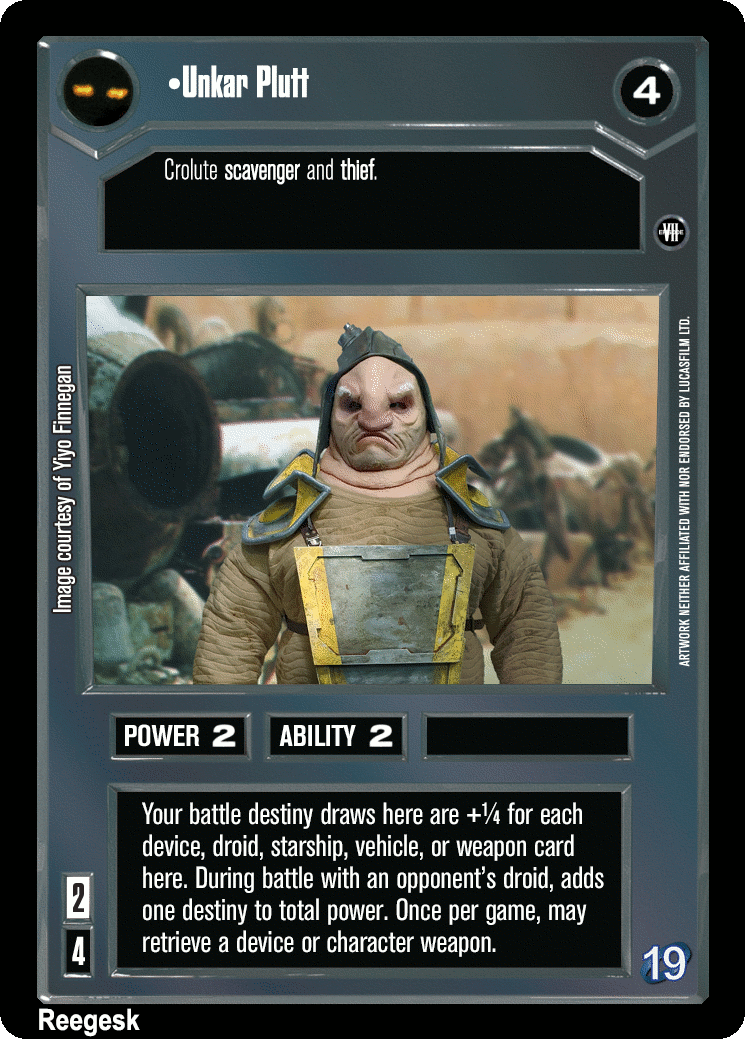 •Unkar Plutt
4
Crolute scavenger and thief.
EPISODE VII
Image courtesy of Yiyo Finnegan
ARTWORK NEITHER AFFILIATED WITH NOR ENDORSED BY LUCASFILM LTD.
POWER 2
ABILITY 2
Your battle destiny draws here are +¼ for each
device, droid, starship, vehicle, or weapon card
here. During battle with an opponent's droid, adds
one destiny to total power. Once per game, may
retrieve a device or character weapon.
2
4
19
Reegesk